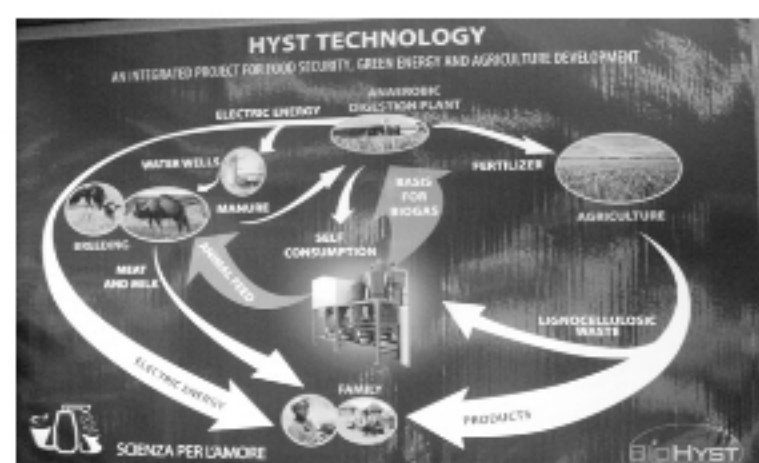 HYST TECHNOLOGY
AN INTEGRATED PROJECT FOR FOOD SECURITY, GREEN ENERGY AND AGRICULTURE DEVELOPMENT
ANAEROBIC
DIGESTION PLANT
ELECTRIC ENERGY
WATER WELLS
FERTILIZER
BASIS
FOR
BIOGAS
MANURE
AGRICULTURE
BREEDING
SELF
CONSUMPTION
MEAT
AND MILK
ANIMAL FEED
LIGNOCELLULOSIC
WASTE
ELECTRIC ENERGY
FAMILY
PRODUCTS
SCIENZA PER L'AMORE
BIOHYST